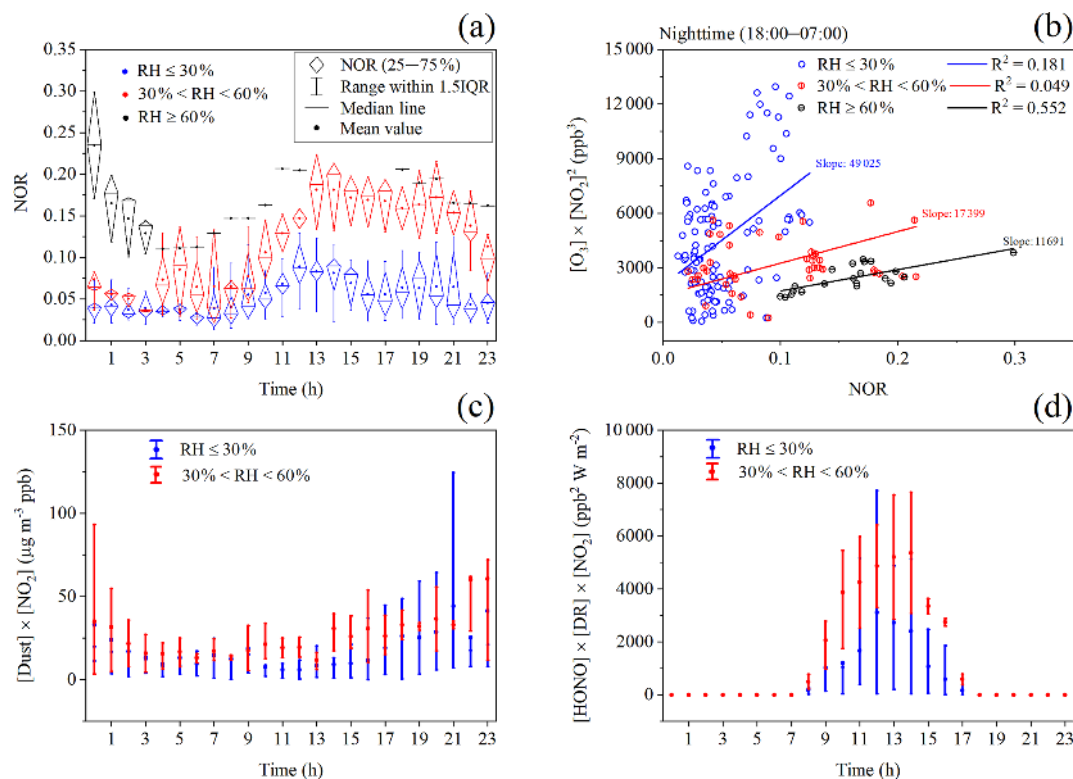 (a)
0.35
0.30
0.25
0.20
0.15
0.10
0.05
0.00
NOR
RH ≤ 30%
30% < RH < 60%
RH ≥ 60%
NOR (25—75%)
Range within 1.5IQR
Median line
Mean value
1 3 5 7 9 11 13 15 17 19 21 23
Time (h)
(b)
Nighttime (18:00–07:00)
15 000
12 000
9000
6000
3000
0
[O₃] × [NO₂]² (ppb³)
RH ≤ 30% R² = 0.181
30% < RH < 60% R² = 0.049
RH ≥ 60% R² = 0.552
Slope: 49 025
Slope: 17 399
Slope: 11691
0.0 0.1 0.2 0.3
NOR
(c)
150
100
50
0
[Dust] × [NO₂] (μg m⁻³ ppb)
RH ≤ 30%
30% < RH < 60%
1 3 5 7 9 11 13 15 17 19 21 23
Time (h)
(d)
10 000
8000
6000
4000
2000
0
[HONO] × [DR] × [NO₂] (ppb² W m⁻²)
RH ≤ 30%
30% < RH < 60%
1 3 5 7 9 11 13 15 17 19 21 23
Time (h)